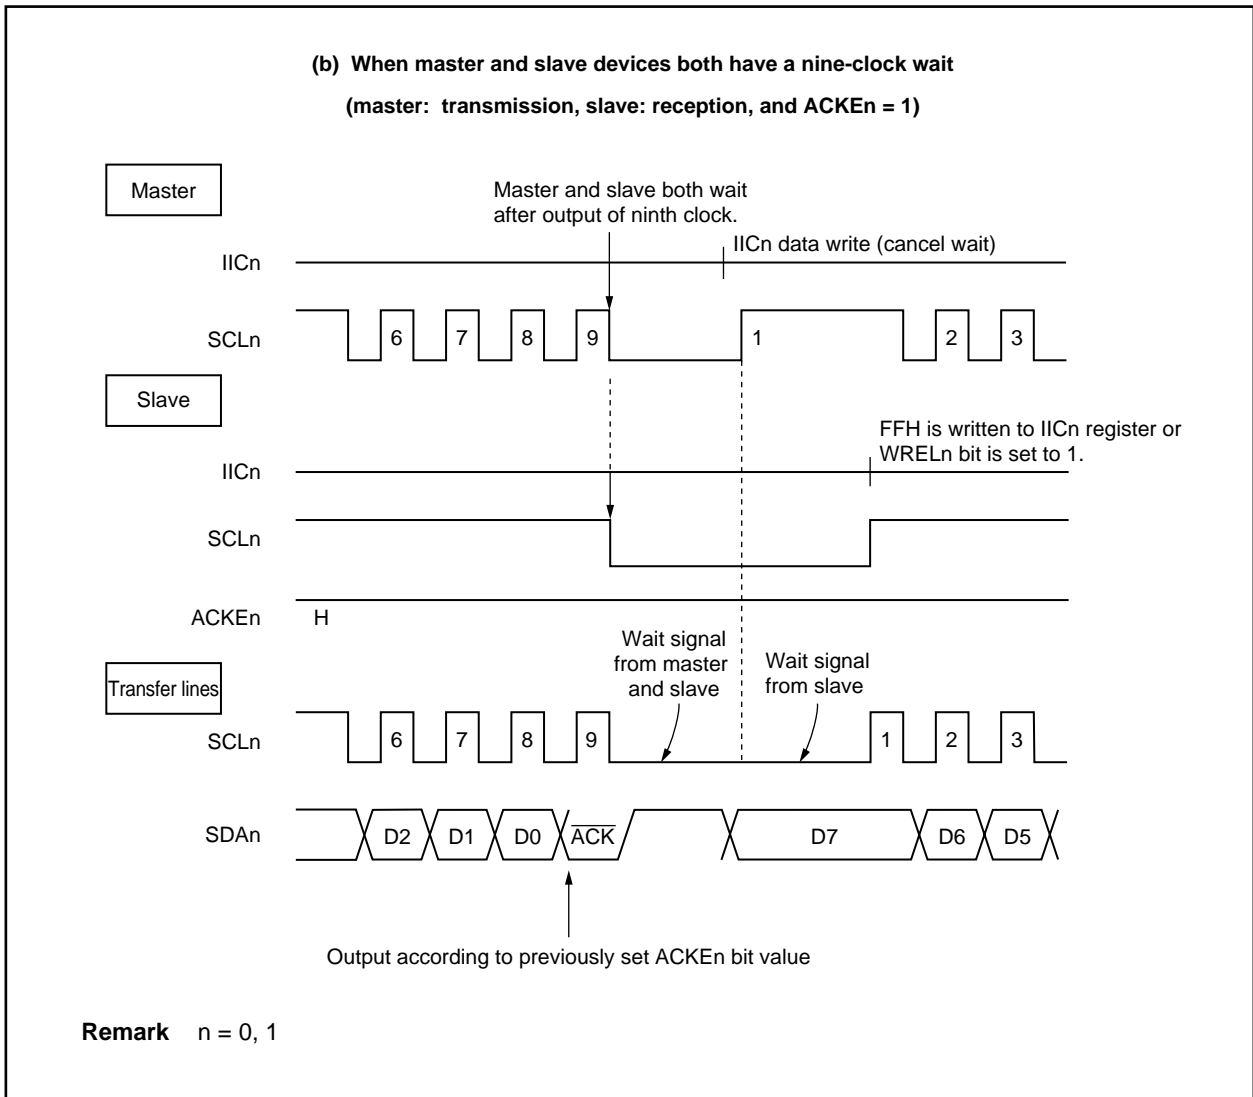 (b) When master and slave devices both have a nine-clock wait
(master: transmission, slave: reception, and ACKEn = 1)
Master
Master and slave both wait
after output of ninth clock.
IICn data write (cancel wait)
IICn
SCLn
6 7 8 9 1 2 3
Slave
FFH is written to IICn register or
WRELn bit is set to 1.
IICn
SCLn
ACKEn H
Wait signal
from master
and slave
Wait signal
from slave
Transfer lines
SCLn
6 7 8 9 1 2 3
SDAn
D2 D1 D0 ACK D7 D6 D5
Output according to previously set ACKEn bit value
Remark n = 0, 1